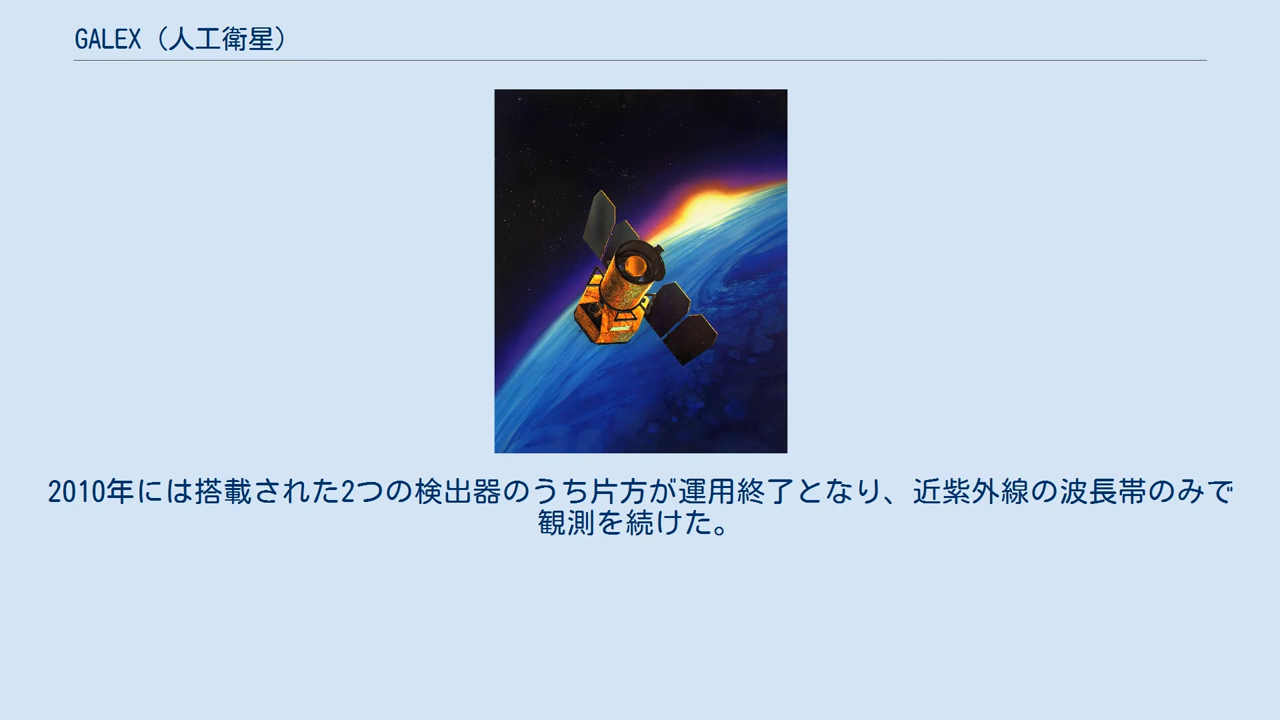 GALEX（人工衛星）
2010年には搭載された2つの検出器のうち片方が運用終了となり、近紫外線の波長帯のみで
観測を続けた。